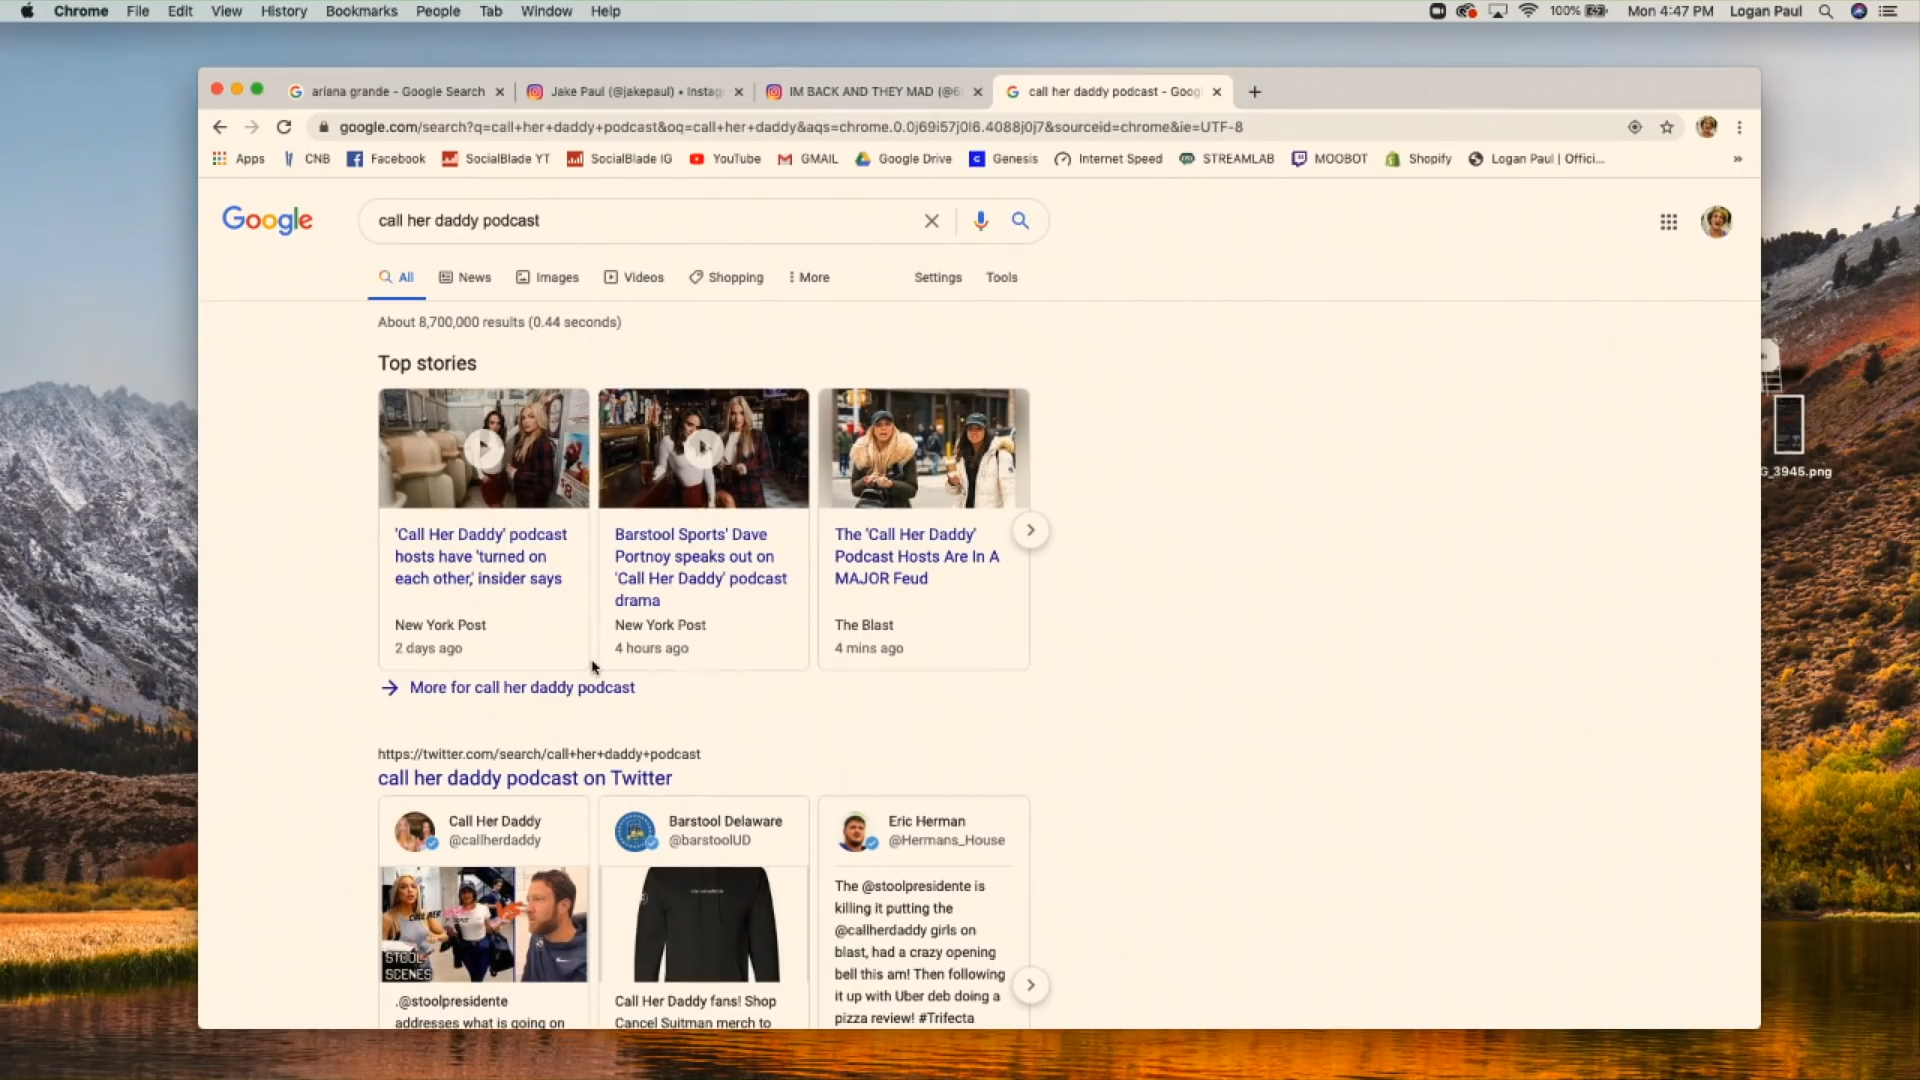 Chrome File Edit View History Bookmarks People Tab Window Help
100% Mon 4:47 PM Logan Paul
ariana grande - Google Search
Jake Paul (@jakepaul) • Instag
IM BACK AND THEY MAD (@6
call her daddy podcast - Goog
google.com/search?q=call+her+daddy+podcast&oq=call+her+daddy&aqs=chrome.0.0j69i57j0l6.4088j0j7&sourceid=chrome&ie=UTF-8
Apps CNB Facebook SocialBlade YT SocialBlade IG YouTube GMAIL Google Drive Genesis Internet Speed STREAMLAB MOOBOT Shopify Logan Paul | Offici... »
Google
call her daddy podcast
All News Images Videos Shopping More Settings Tools
About 8,700,000 results (0.44 seconds)
Top stories
'Call Her Daddy' podcast
hosts have 'turned on
each other,' insider says
New York Post
2 days ago
Barstool Sports' Dave
Portnoy speaks out on
'Call Her Daddy' podcast
drama
New York Post
4 hours ago
The 'Call Her Daddy'
Podcast Hosts Are In A
MAJOR Feud
The Blast
4 mins ago
More for call her daddy podcast
https://twitter.com/search/call+her+daddy+podcast
call her daddy podcast on Twitter
Call Her Daddy
@callherdaddy
STOOL
SCENES
.@stoolpresidente
addresses what is going on
Barstool Delaware
@barstoolUD
Call Her Daddy fans! Shop
Cancel Suitman merch to
Eric Herman
@Hermans_House
The @stoolpresidente is
killing it putting the
@callherdaddy girls on
blast, had a crazy opening
bell this am! Then following
it up with Uber deb doing a
pizza review! #Trifecta
G_3945.png